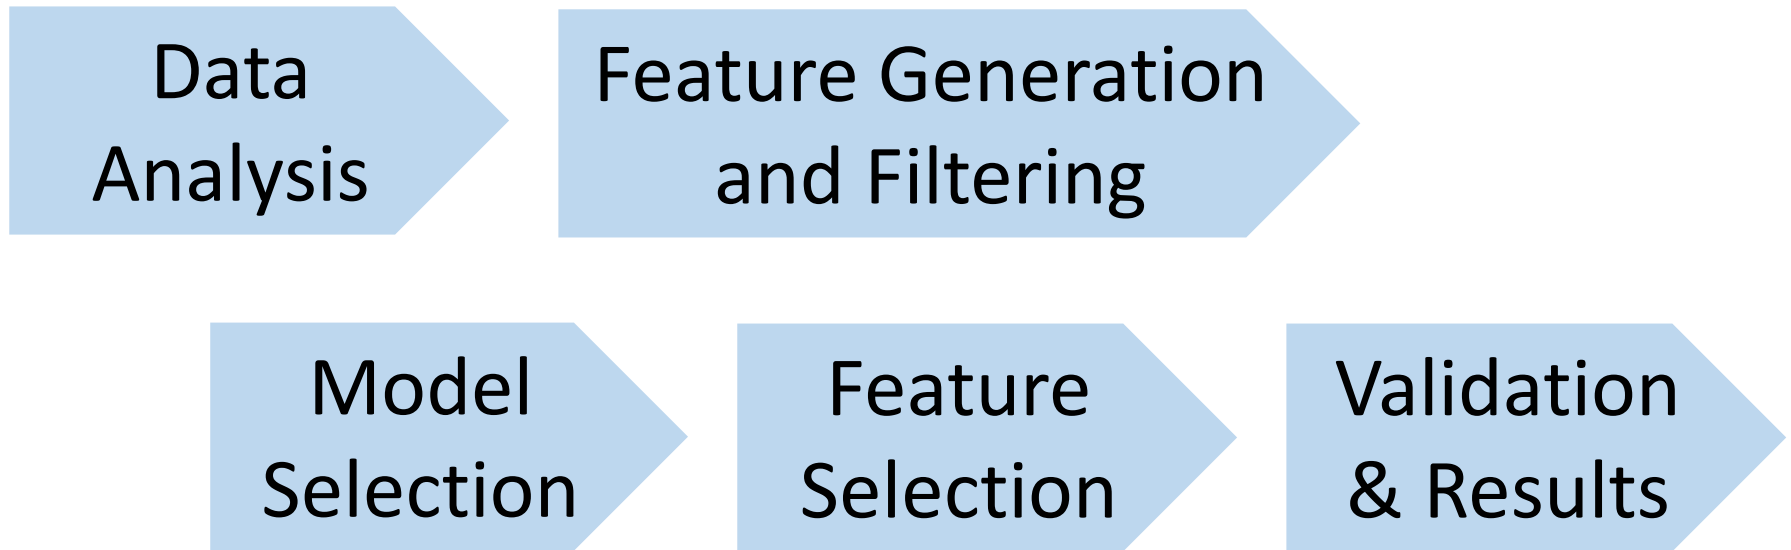 Data
Analysis
Feature Generation
and Filtering
Model
Selection
Feature
Selection
Validation
& Results